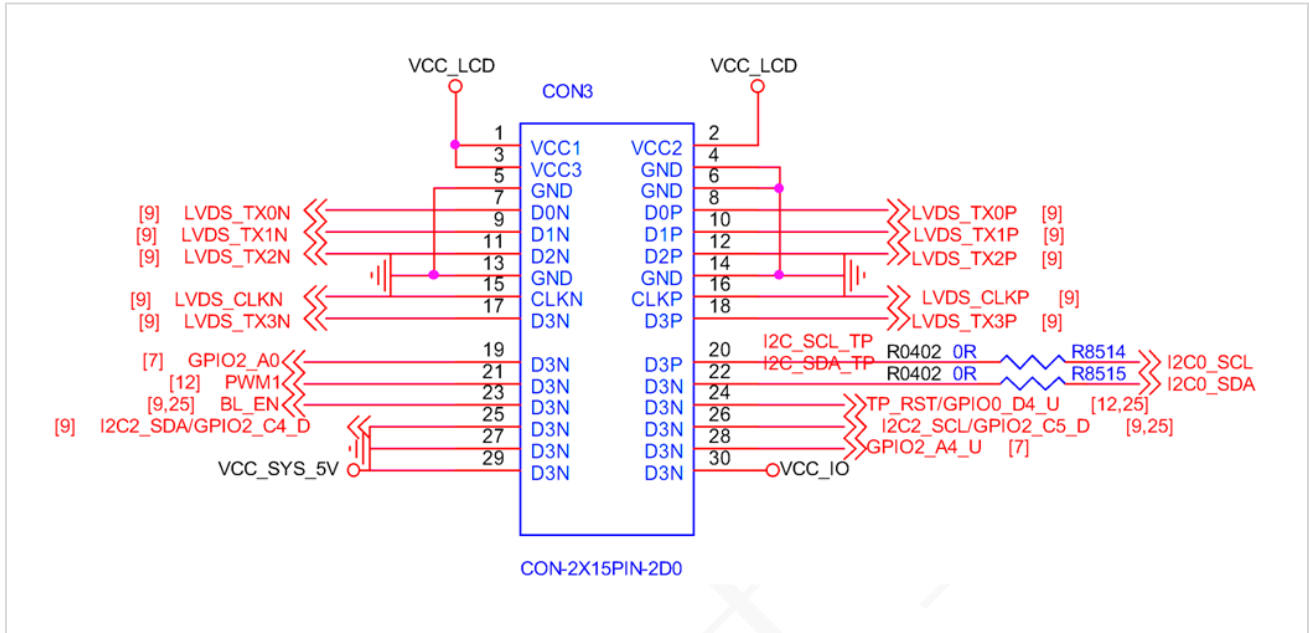 VCC_LCD VCC_LCD
CON3
1 2
VCC1 VCC2
3 4
VCC3 GND
5 6
GND GND
7 8
[9] LVDS_TX0N D0N D0P LVDS_TX0P [9]
9 10
[9] LVDS_TX1N D1N D1P LVDS_TX1P [9]
11 12
[9] LVDS_TX2N D2N D2P LVDS_TX2P [9]
13 14
GND GND
15 16
[9] LVDS_CLKN CLKN CLKP LVDS_CLKP [9]
17 18
[9] LVDS_TX3N D3N D3P LVDS_TX3P [9]
I2C_SCL_TP
19 20 R0402 0R R8514
[7] GPIO2_A0 D3N D3P I2C_SDA_TP I2C0_SCL
21 22 R0402 0R R8515
[12] PWM1 D3N D3N I2C0_SDA
23 24
[9,25] BL_EN D3N D3N TP_RST/GPIO0_D4_U [12,25]
25 26
[9] I2C2_SDA/GPIO2_C4_D D3N D3N I2C2_SCL/GPIO2_C5_D [9,25]
27 28
D3N D3N GPIO2_A4_U [7]
29 30
VCC_SYS_5V D3N D3N VCC_IO
CON-2X15PIN-2D0